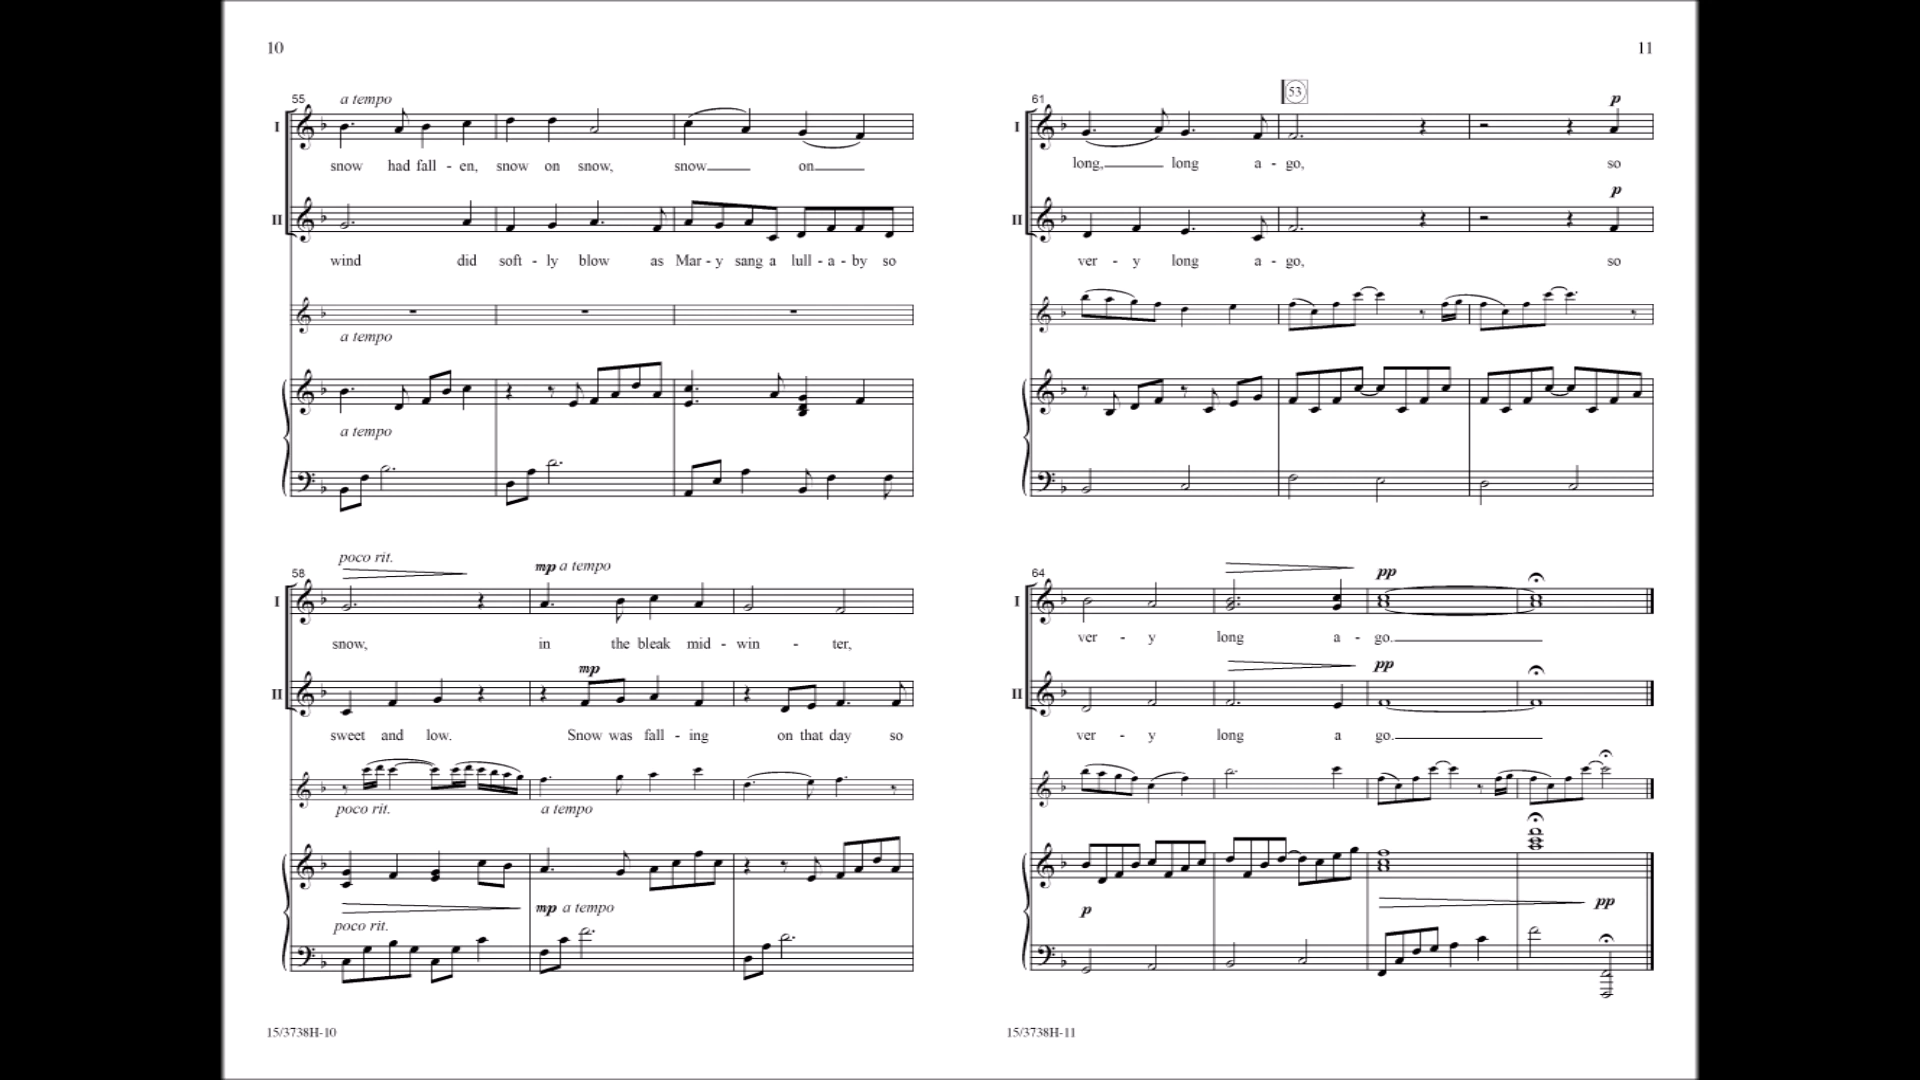 10
55
a tempo
I
snow had fall - en, snow on snow, snow on
II
wind did soft - ly blow as Mar - y sang a lull - a - by so
a tempo
a tempo
poco rit.
58
mp a tempo
I
snow, in the bleak mid - win - ter,
mp
II
sweet and low. Snow was fall - ing on that day so
poco rit. a tempo
mp a tempo
poco rit.
15/3738H-10
11
53
61
p
I
long, long a - go, so
p
II
ver - y long a - go, so
64
pp
I
ver - y long a - go.
pp
II
ver - y long a go.
p
pp
15/3738H-11